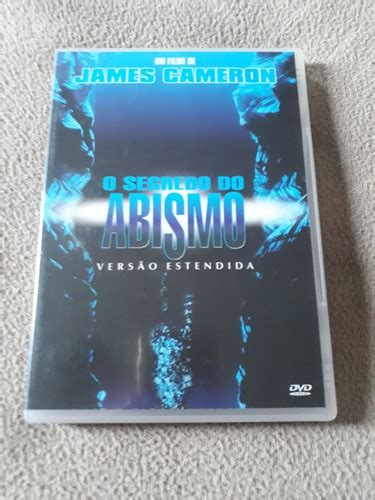 UM FILME DE
JAMES CAMERON
O SEGREDO DO
ABISMO
VERSÃO ESTENDIDA
DVD